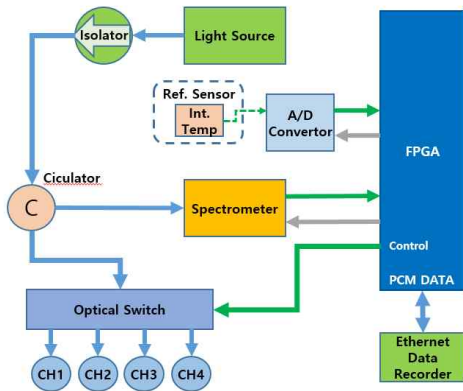 Isolator
Light Source
Ref. Sensor
Int.
Temp
A/D
Convertor
FPGA
Ciculator
C
Spectrometer
Control
PCM DATA
Optical Switch
Ethernet
Data
Recorder
CH1
CH2
CH3
CH4